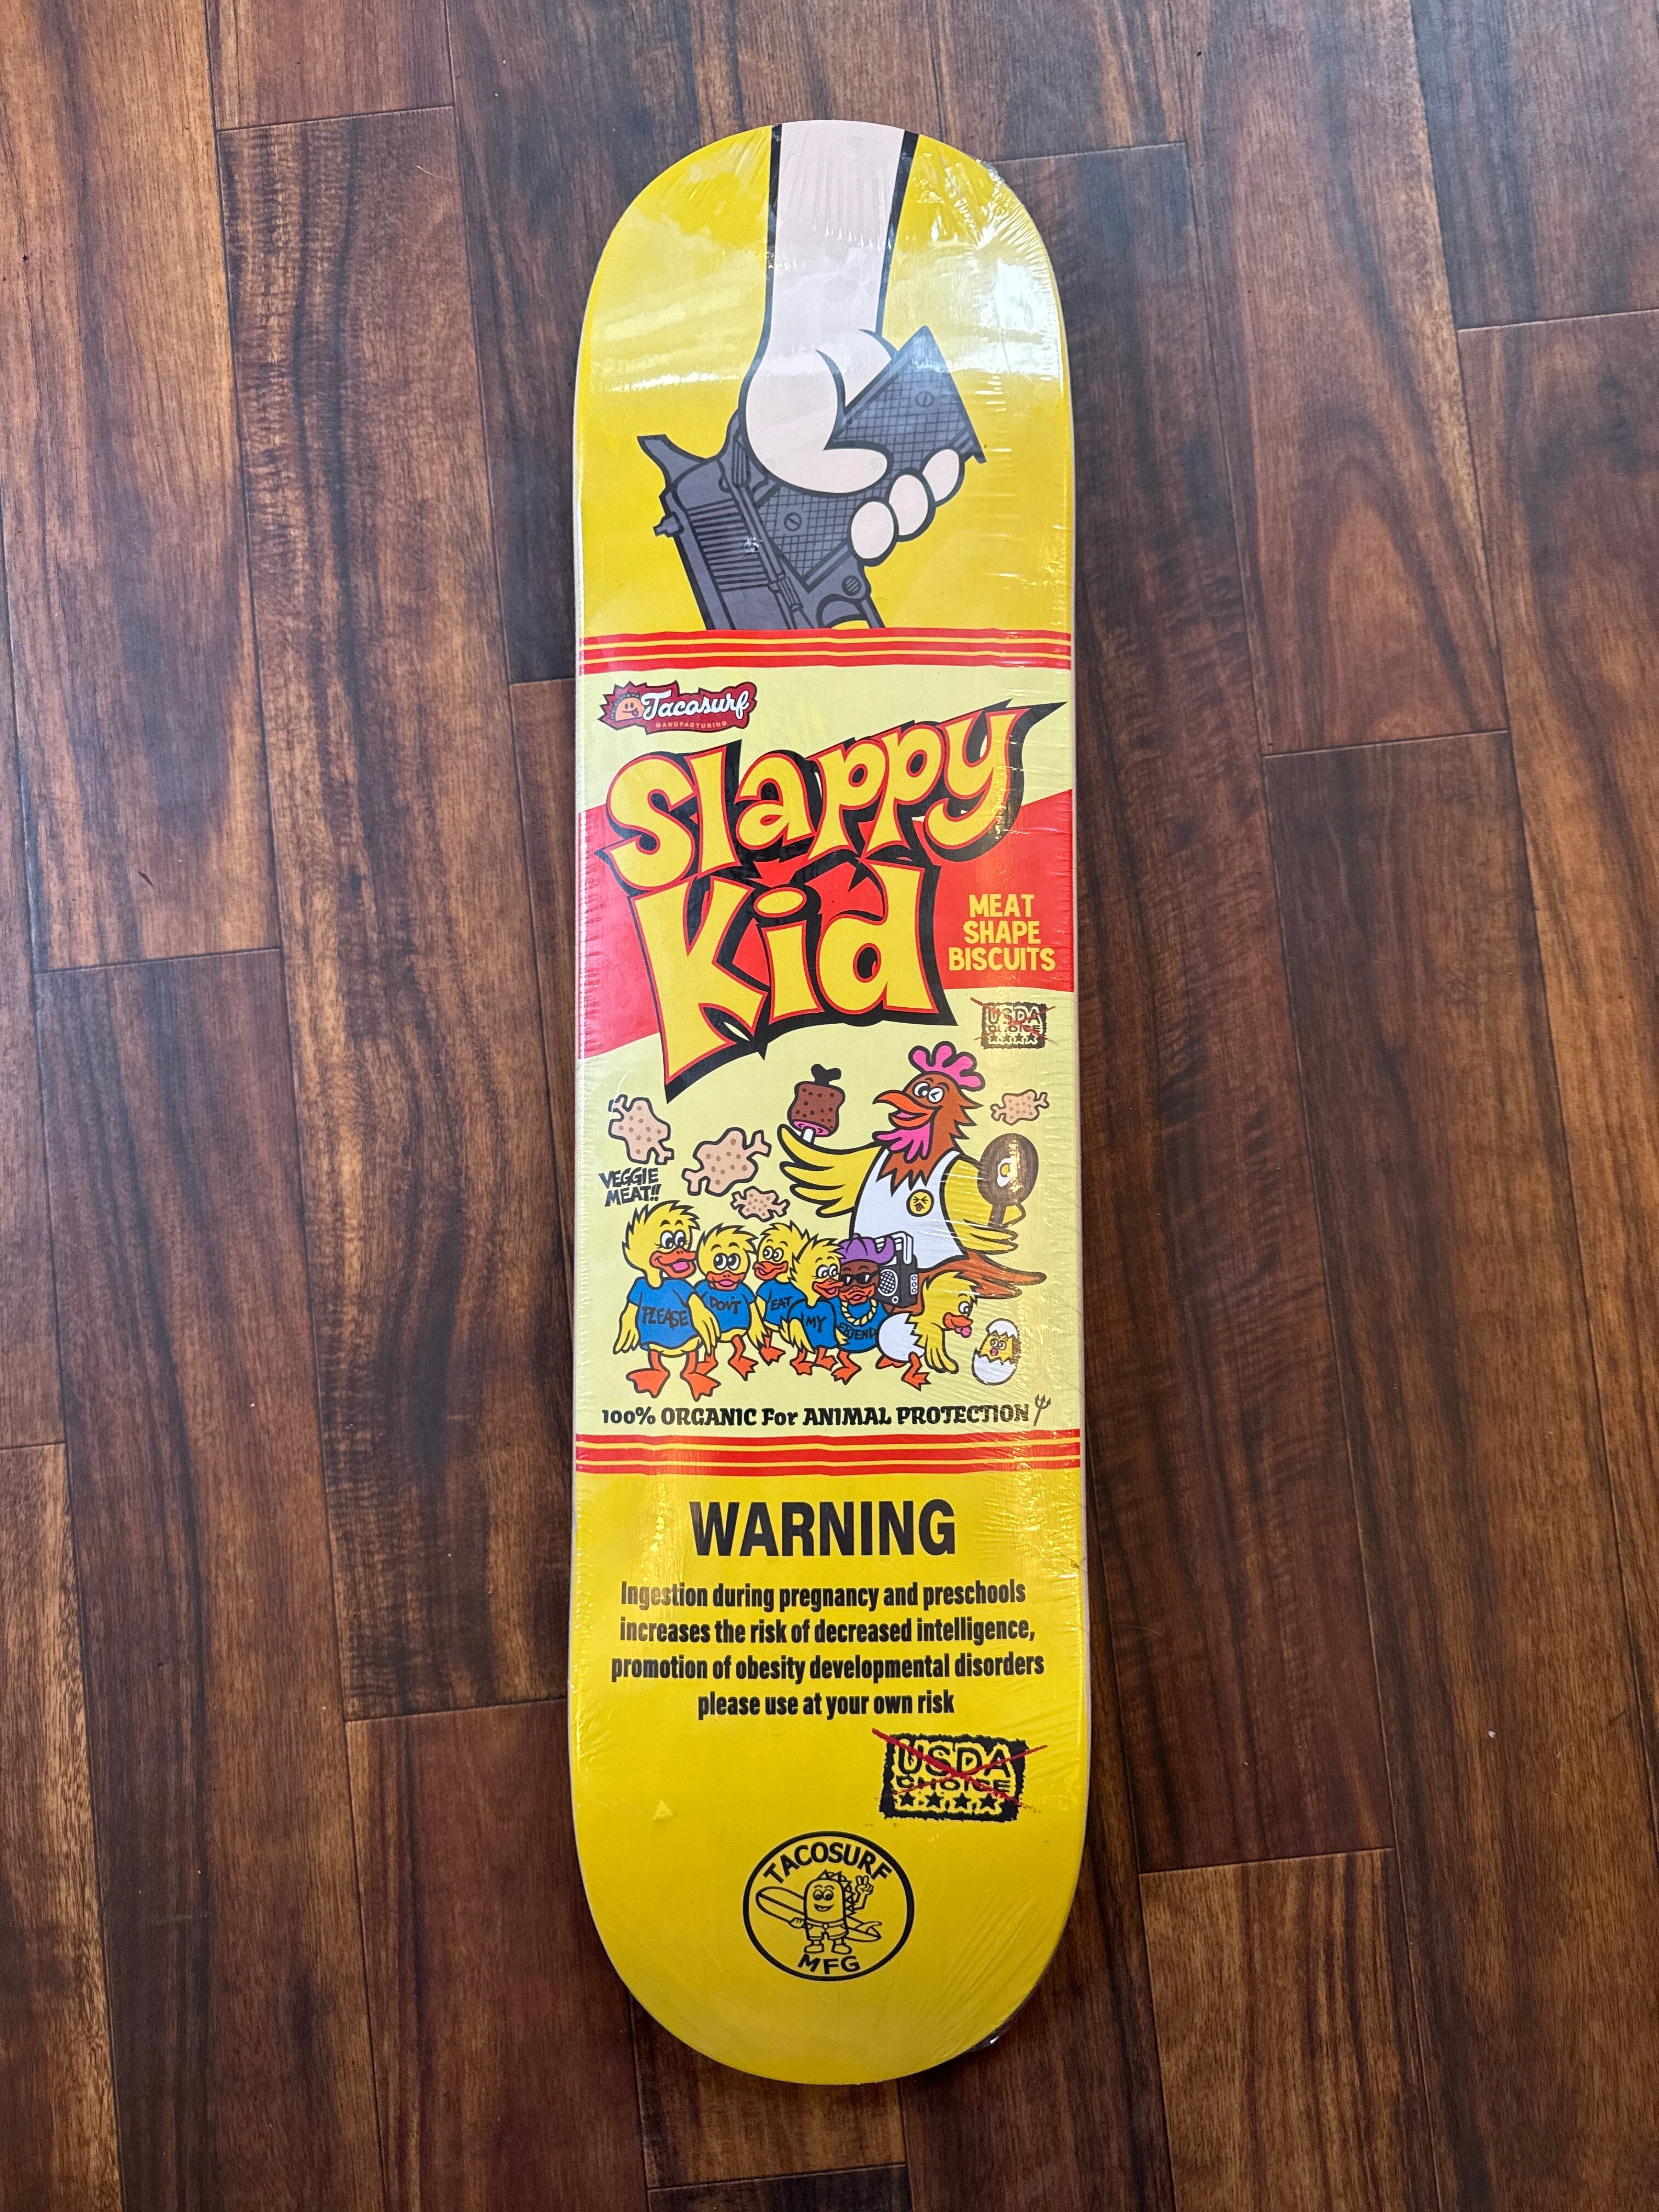 Tacosurf
MANUFACTURING
Slappy
Kid
MEAT
SHAPE
BISCUITS
USDA
CHOICE
VEGGIE
MEAT!!
PLEASE
DON'T
EAT
MY
FRIEND
100% ORGANIC For ANIMAL PROTECTION
WARNING
Ingestion during pregnancy and preschools
increases the risk of decreased intelligence,
promotion of obesity developmental disorders
please use at your own risk
USDA
CHOICE
TACOSURF
MFG